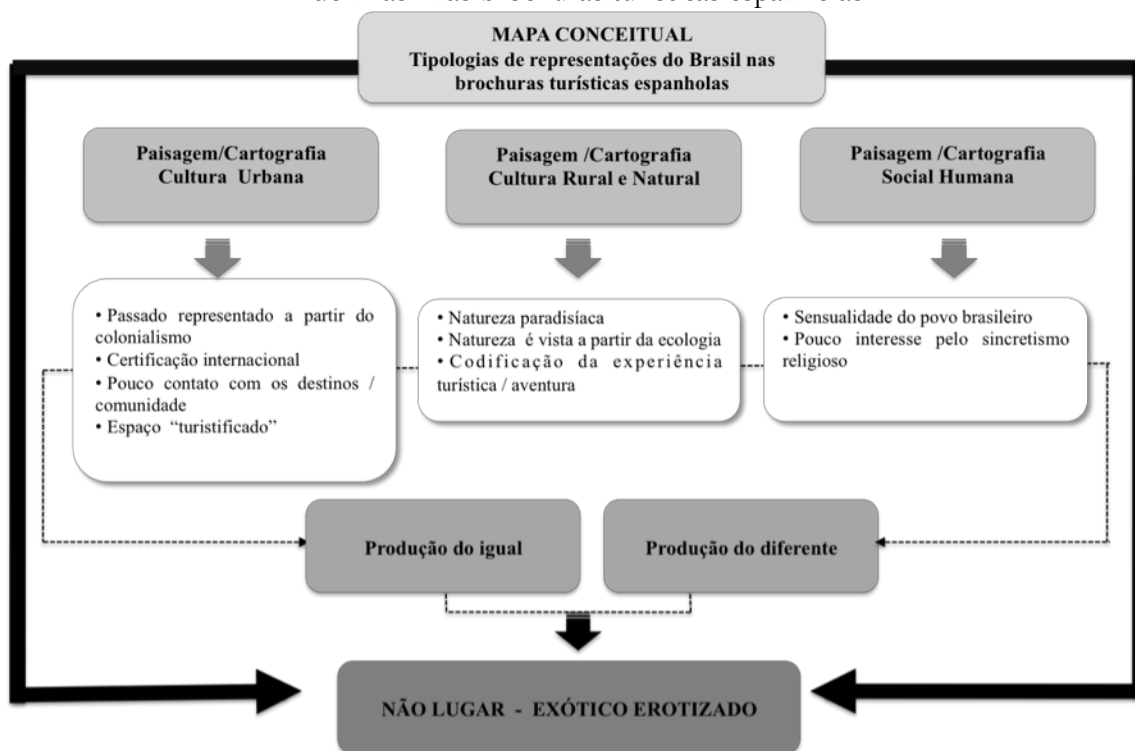 MAPA CONCEITUAL
Tipologias de representações do Brasil nas
brochuras turísticas espanholas
Paisagem/Cartografia
Cultura Urbana
Paisagem /Cartografia
Cultura Rural e Natural
Paisagem /Cartografia
Social Humana
• Passado representado a partir do
colonialismo
• Certificação internacional
• Pouco contato com os destinos /
comunidade
• Espaço “turistificado”
• Natureza paradisíaca
• Natureza é vista a partir da ecologia
• Codificação da experiência
turística / aventura
• Sensualidade do povo brasileiro
• Pouco interesse pelo sincretismo
religioso
Produção do igual
Produção do diferente
NÃO LUGAR - EXÓTICO EROTIZADO